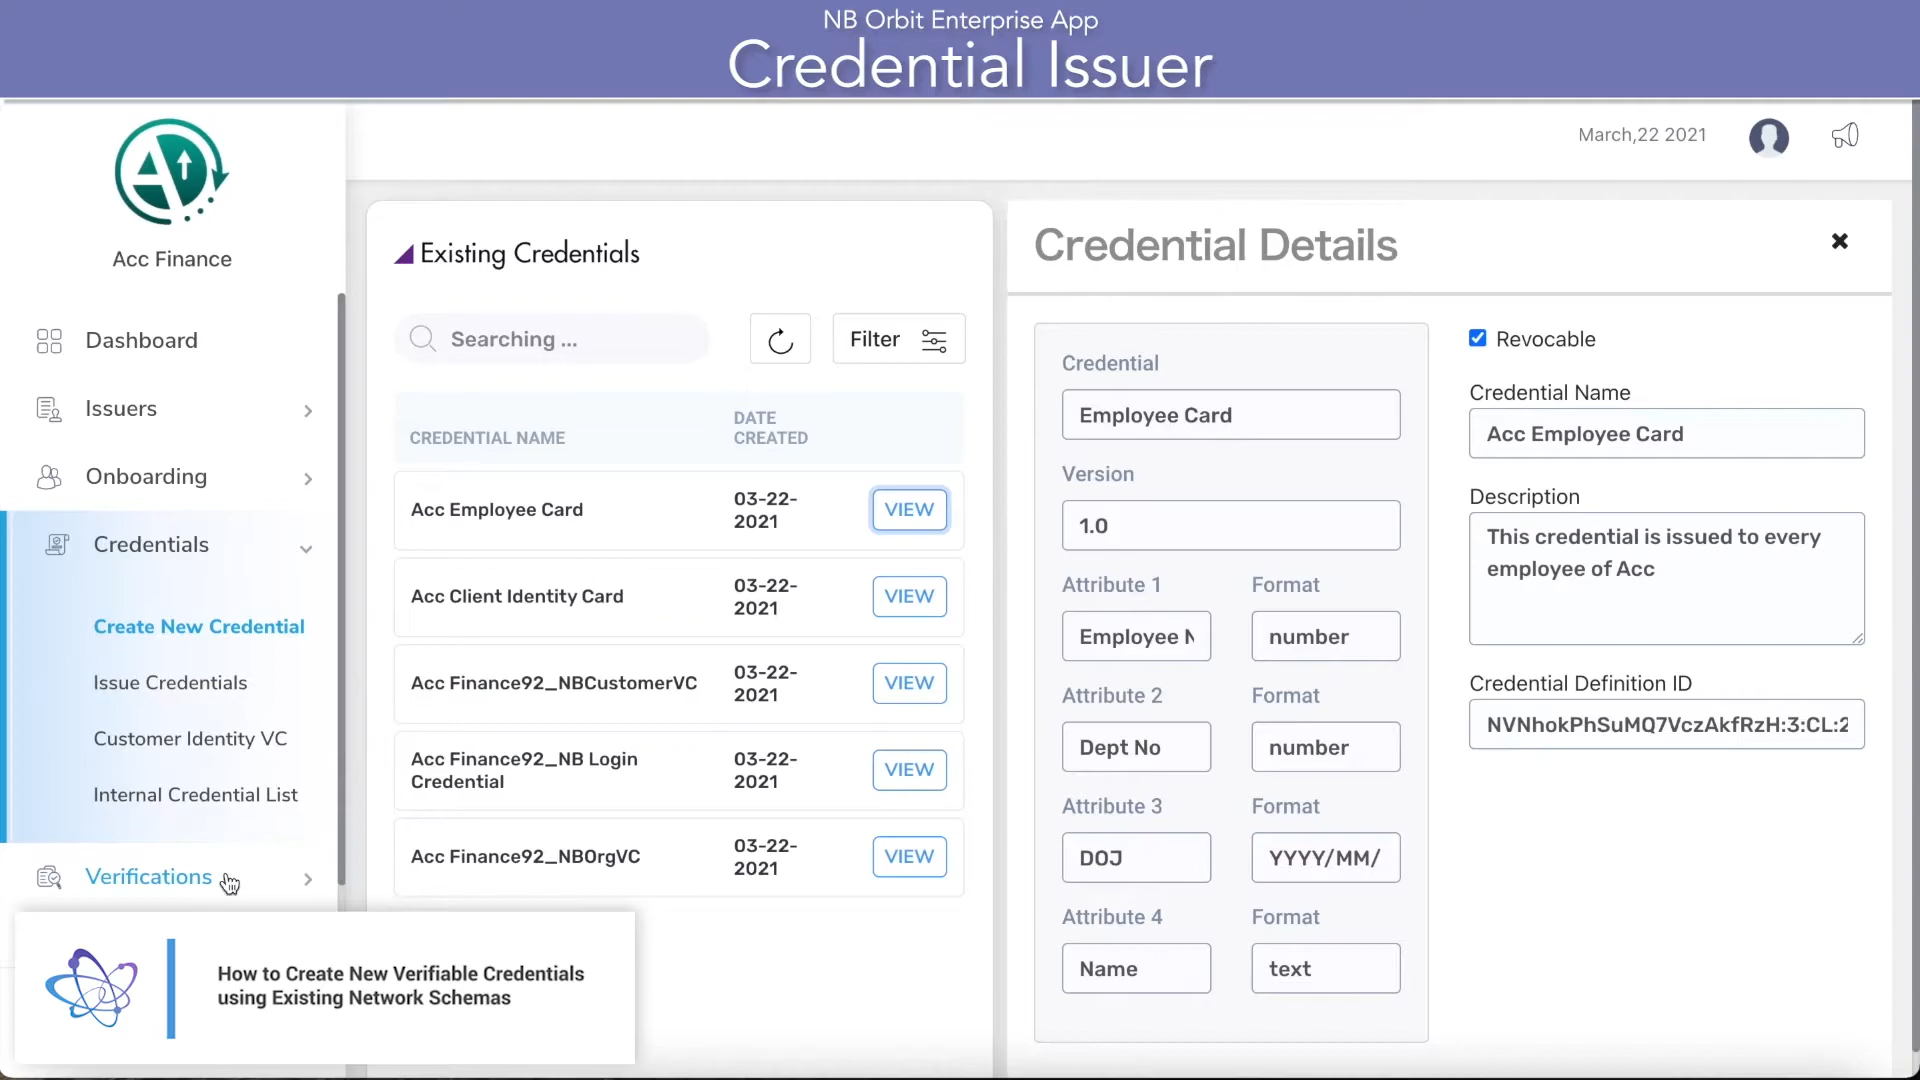 NB Orbit Enterprise App
Credential Issuer
March,22 2021
Acc Finance
Dashboard
Issuers
Onboarding
Credentials
Create New Credential
Issue Credentials
Customer Identity VC
Internal Credential List
Verifications
How to Create New Verifiable Credentials
using Existing Network Schemas
Existing Credentials
Searching ...
Filter
CREDENTIAL NAME
DATE
CREATED
Acc Employee Card
03-22-
2021
VIEW
Acc Client Identity Card
03-22-
2021
VIEW
Acc Finance92_NBCustomerVC
03-22-
2021
VIEW
Acc Finance92_NB Login
Credential
03-22-
2021
VIEW
Acc Finance92_NBOrgVC
03-22-
2021
VIEW
Credential Details
Credential
Employee Card
Version
1.0
Attribute 1 Format
Employee N number
Attribute 2 Format
Dept No number
Attribute 3 Format
DOJ YYYY/MM/
Attribute 4 Format
Name text
Revocable
Credential Name
Acc Employee Card
Description
This credential is issued to every
employee of Acc
Credential Definition ID
NVNhokPhSuMQ7VczAkfRzH:3:CL:2